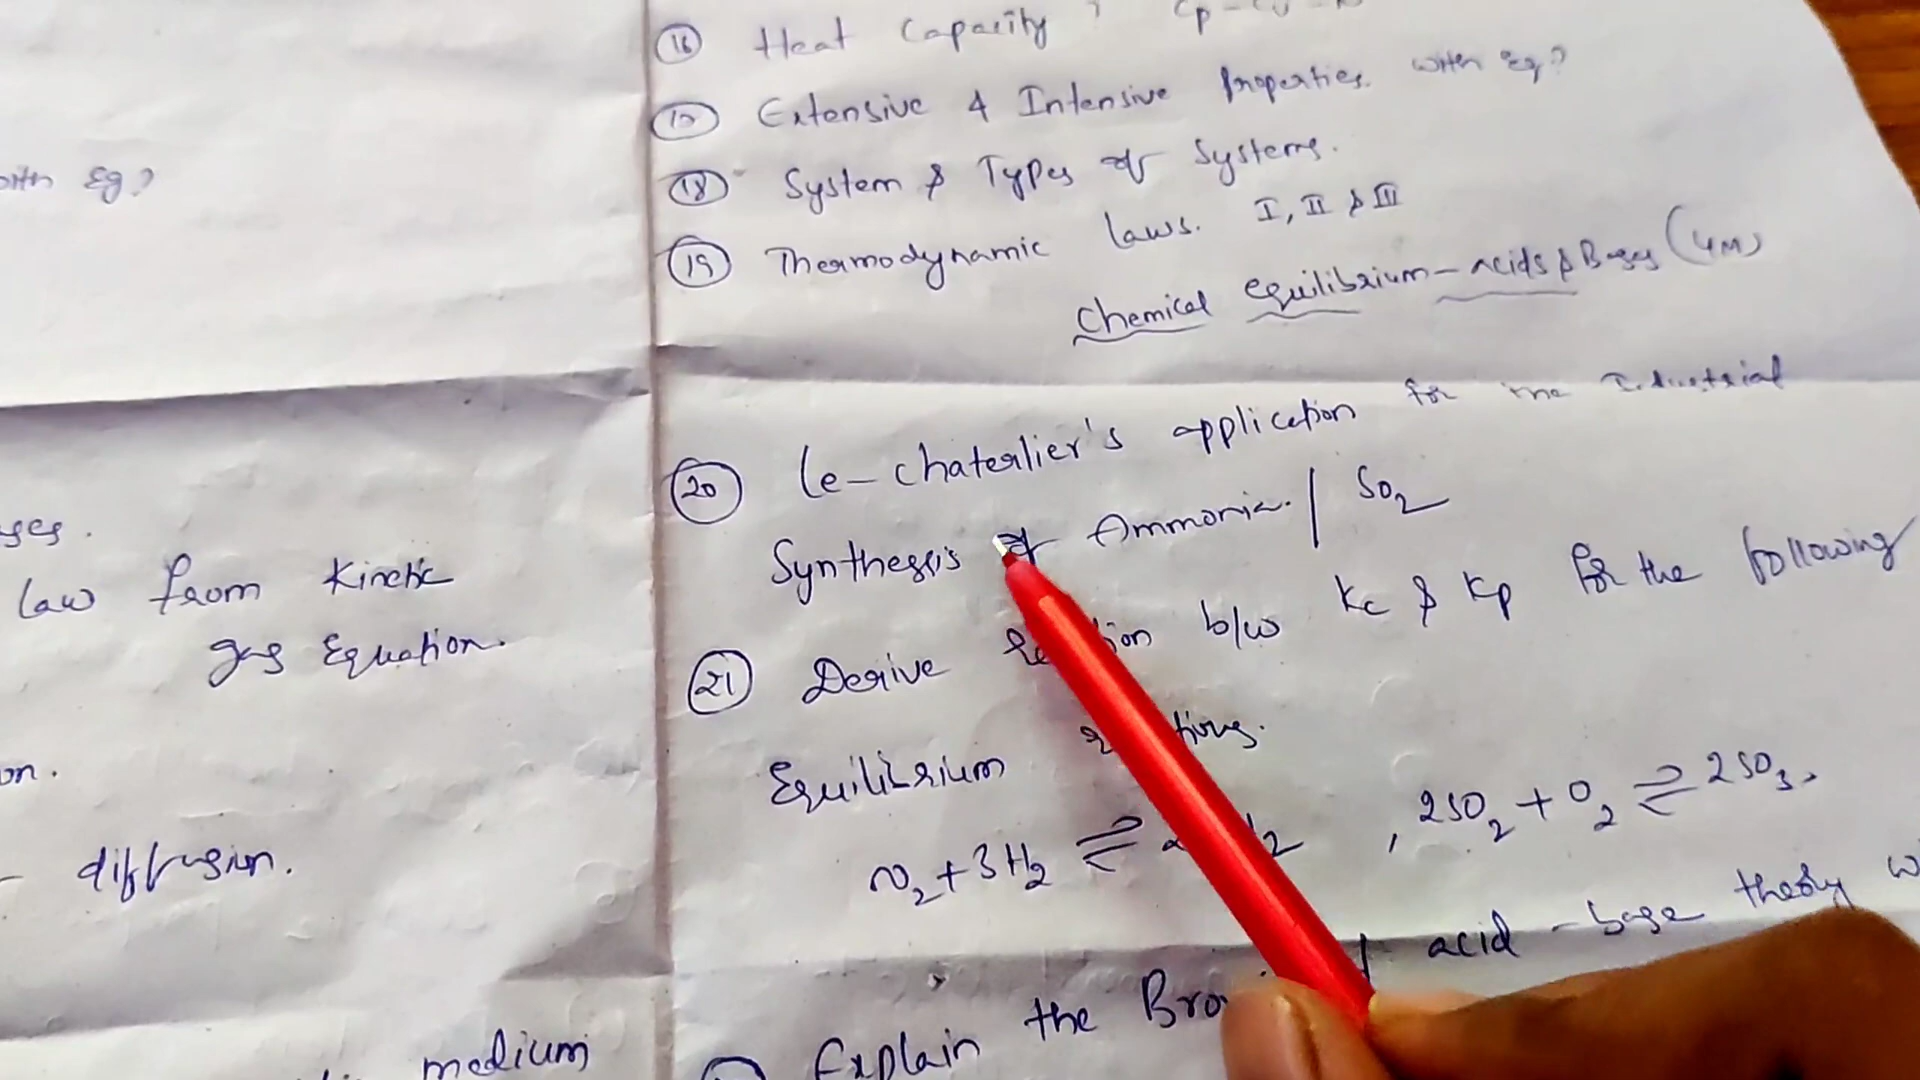 with Eg?
ses.
law from Kinetic
gas Equation.
on.
- diffusion.
medium
16 Heat Capacity?
Extensive & Intensive Properties. with Eg?
18 System & Types of Systems.
19 Thermodynamic laws. I, II & III
Chemical equilibrium - acids & Bases (4M)
20 Le-chaterlier's application for the Industrial
Synthesis of Ammonia. / SO2
21 Derive b/w Kc & Kp for the following
Equilibrium
N2 + 3H2 ⇌ 2 , 2SO2 + O2 ⇌ 2SO3.
Explain the acid - base theory